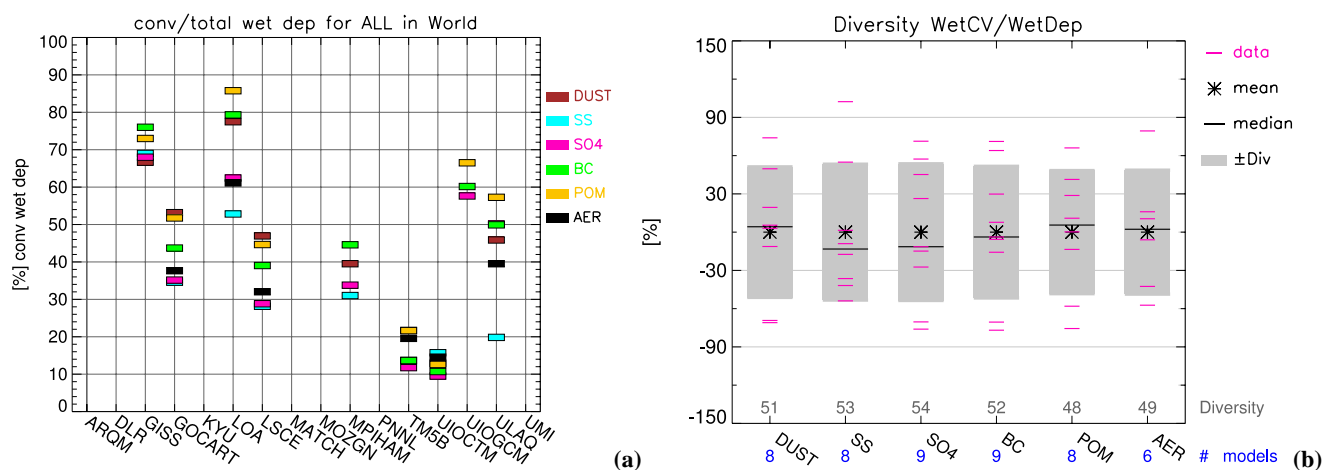 conv/total wet dep for ALL in World
[%] conv wet dep
100
90
80
70
60
50
40
30
20
10
0
ARQM
DLR
GISS
GOCART
KYU
LOA
LSCE
MATCH
MOZGN
MPIHAM
PNNL
TM5B
UIOCTM
UIOGCM
ULAQ
UMI
DUST
SS
SO4
BC
POM
AER
(a)
Diversity WetCV/WetDep
[%]
150
90
30
-30
-90
-150
data
mean
median
±Div
51 53 54 52 48 49 Diversity
DUST SS SO4 BC POM AER
8 8 9 9 8 6 # models
(b)